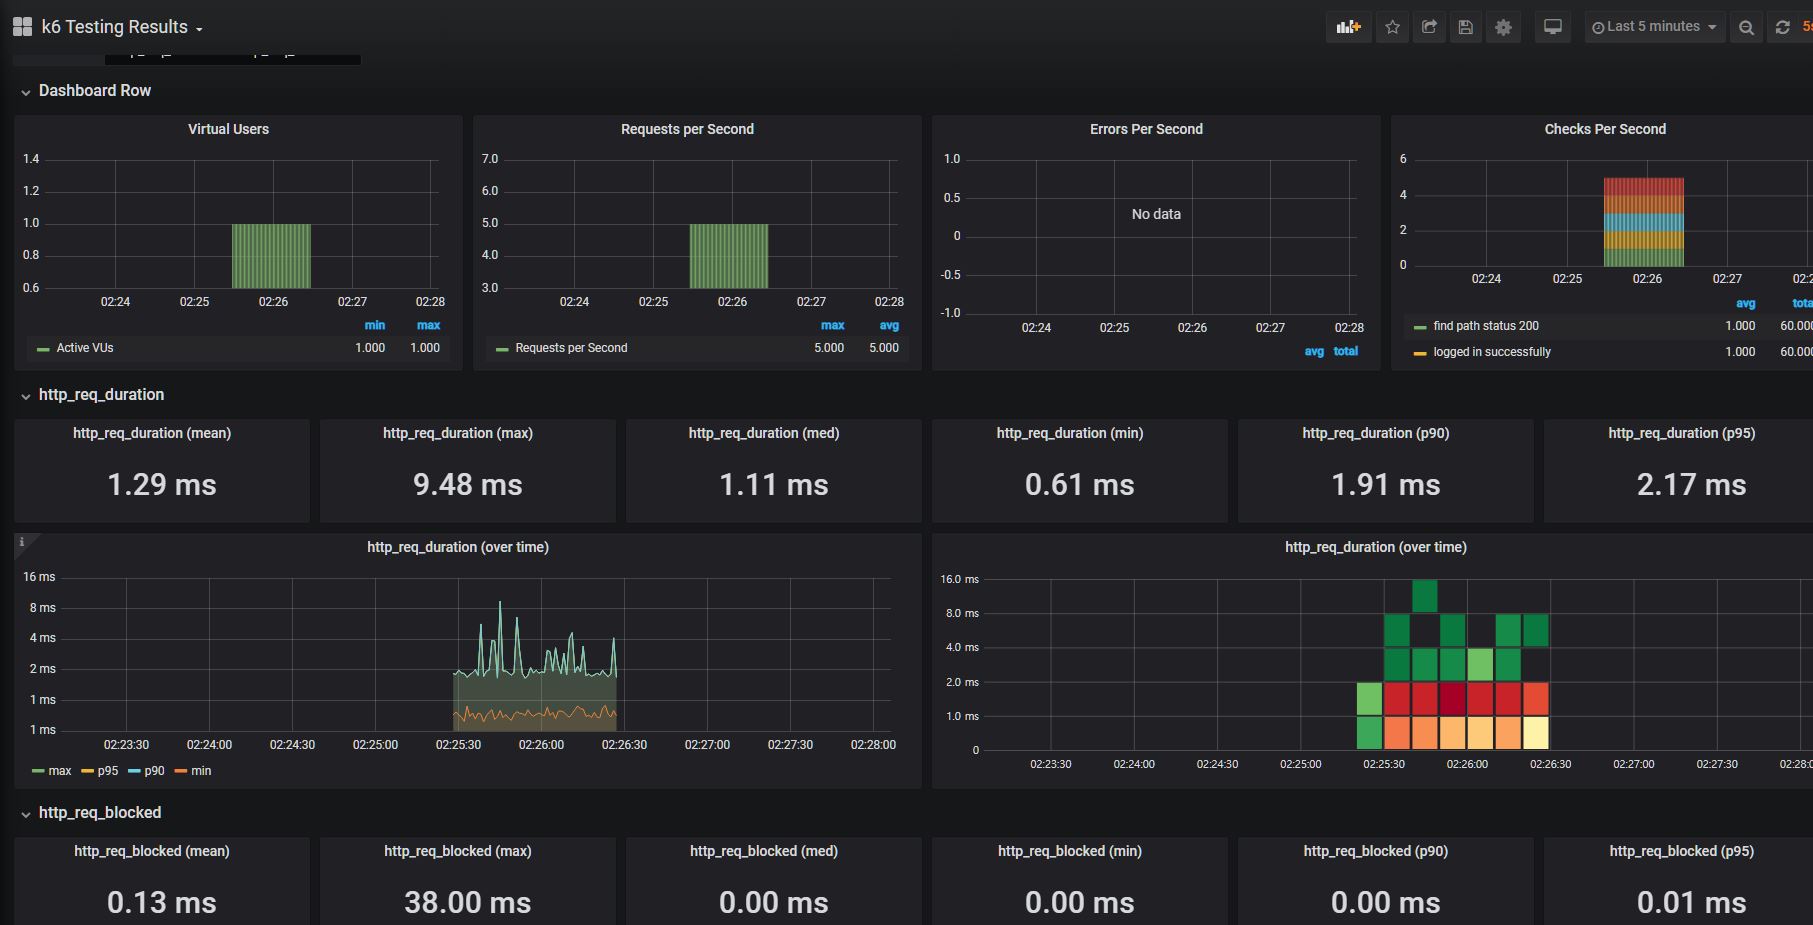 k6 Testing Results
Last 5 minutes
Dashboard Row
Virtual Users
1.4
1.2
1.0
0.8
0.6
02:24 02:25 02:26 02:27 02:28
min max
Active VUs 1.000 1.000
Requests per Second
7.0
6.0
5.0
4.0
3.0
02:24 02:25 02:26 02:27 02:28
max avg
Requests per Second 5.000 5.000
Errors Per Second
1.0
0.5
No data
0
-0.5
-1.0
02:24 02:25 02:26 02:27 02:28
avg total
Checks Per Second
6
4
2
0
02:24 02:25 02:26 02:27
avg
find path status 200 1.000
logged in successfully 1.000
http_req_duration
http_req_duration (mean)
1.29 ms
http_req_duration (max)
9.48 ms
http_req_duration (med)
1.11 ms
http_req_duration (min)
0.61 ms
http_req_duration (p90)
1.91 ms
http_req_duration (p95)
2.17 ms
http_req_duration (over time)
16 ms
8 ms
4 ms
2 ms
1 ms
1 ms
02:23:30 02:24:00 02:24:30 02:25:00 02:25:30 02:26:00 02:26:30 02:27:00 02:27:30 02:28:00
max p95 p90 min
http_req_duration (over time)
16.0 ms
8.0 ms
4.0 ms
2.0 ms
1.0 ms
0
02:23:30 02:24:00 02:24:30 02:25:00 02:25:30 02:26:00 02:26:30 02:27:00 02:27:30
http_req_blocked
http_req_blocked (mean)
0.13 ms
http_req_blocked (max)
38.00 ms
http_req_blocked (med)
0.00 ms
http_req_blocked (min)
0.00 ms
http_req_blocked (p90)
0.00 ms
http_req_blocked (p95)
0.01 ms